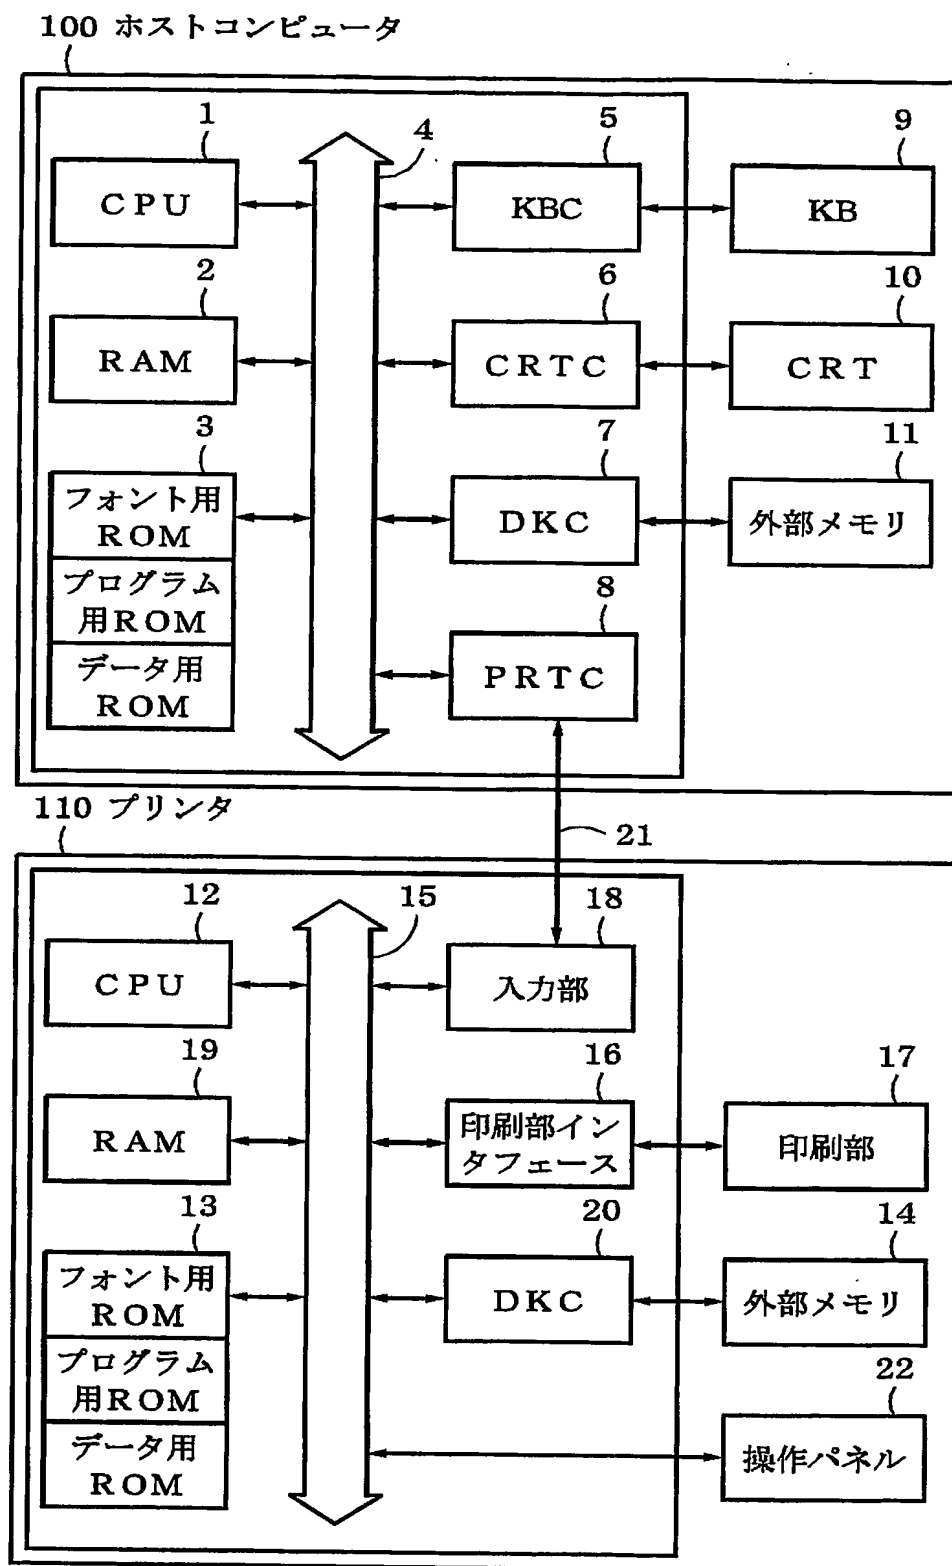 100 ホストコンピュータ
1
4
5
9
CPU
KBC
KB
2
6
10
RAM
CRTC
CRT
3
7
11
フォント用
ROM
DKC
外部メモリ
プログラム
用ROM
8
データ用
ROM
PRTC
110 プリンタ
21
12
15
18
CPU
入力部
19
16
17
RAM
印刷部イン
タフェース
印刷部
13
20
14
フォント用
ROM
DKC
外部メモリ
プログラム
用ROM
22
データ用
ROM
操作パネル